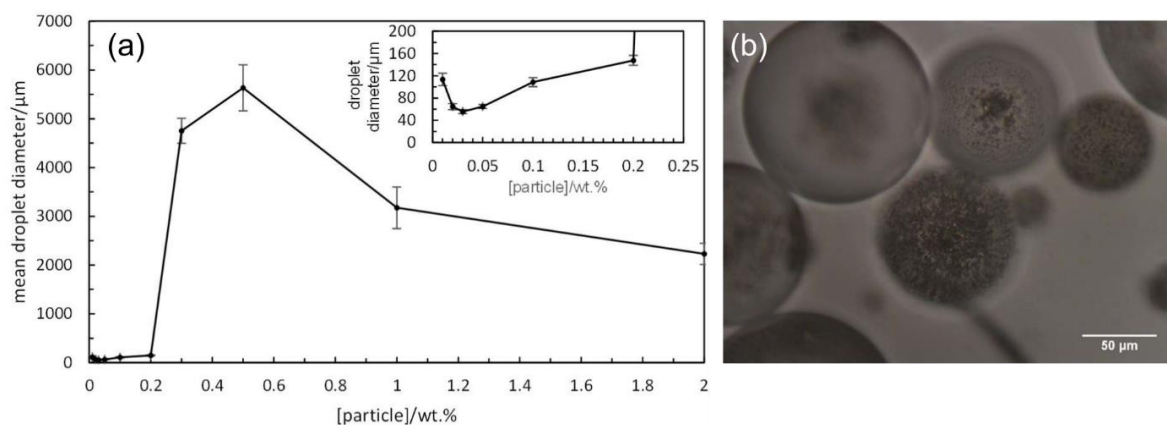 (a)
mean droplet diameter/µm
7000
6000
5000
4000
3000
2000
1000
0
0 0.2 0.4 0.6 0.8 1 1.2 1.4 1.6 1.8 2
[particle]/wt.%
droplet
diameter/µm
200
160
120
80
40
0
0 0.05 0.1 0.15 0.2 0.25
[particle]/wt.%
(b)
50 µm